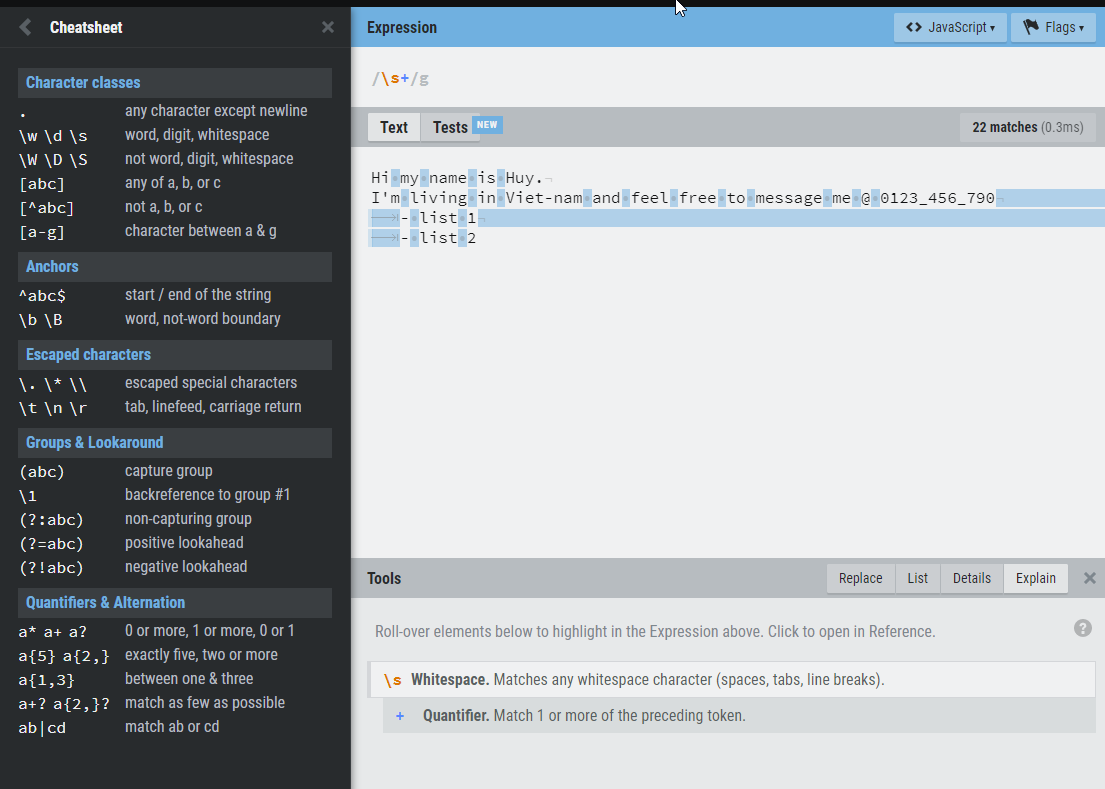 Cheatsheet
Character classes
. any character except newline
\w \d \s word, digit, whitespace
\W \D \S not word, digit, whitespace
[abc] any of a, b, or c
[^abc] not a, b, or c
[a-g] character between a & g
Anchors
^abc$ start / end of the string
\b \B word, not-word boundary
Escaped characters
\. \* \\ escaped special characters
\t \n \r tab, linefeed, carriage return
Groups & Lookaround
(abc) capture group
\1 backreference to group #1
(?:abc) non-capturing group
(?=abc) positive lookahead
(?!abc) negative lookahead
Quantifiers & Alternation
a* a+ a? 0 or more, 1 or more, 0 or 1
a{5} a{2,} exactly five, two or more
a{1,3} between one & three
a+? a{2,}? match as few as possible
ab|cd match ab or cd
Expression JavaScript Flags
/\s+/g
Text Tests NEW 22 matches (0.3ms)
Hi my name is Huy.
I'm living in Viet-nam and feel free to message me @ 0123_456_790
- list 1
- list 2
Tools Replace List Details Explain
Roll-over elements below to highlight in the Expression above. Click to open in Reference. ?
\s Whitespace. Matches any whitespace character (spaces, tabs, line breaks).
+ Quantifier. Match 1 or more of the preceding token.